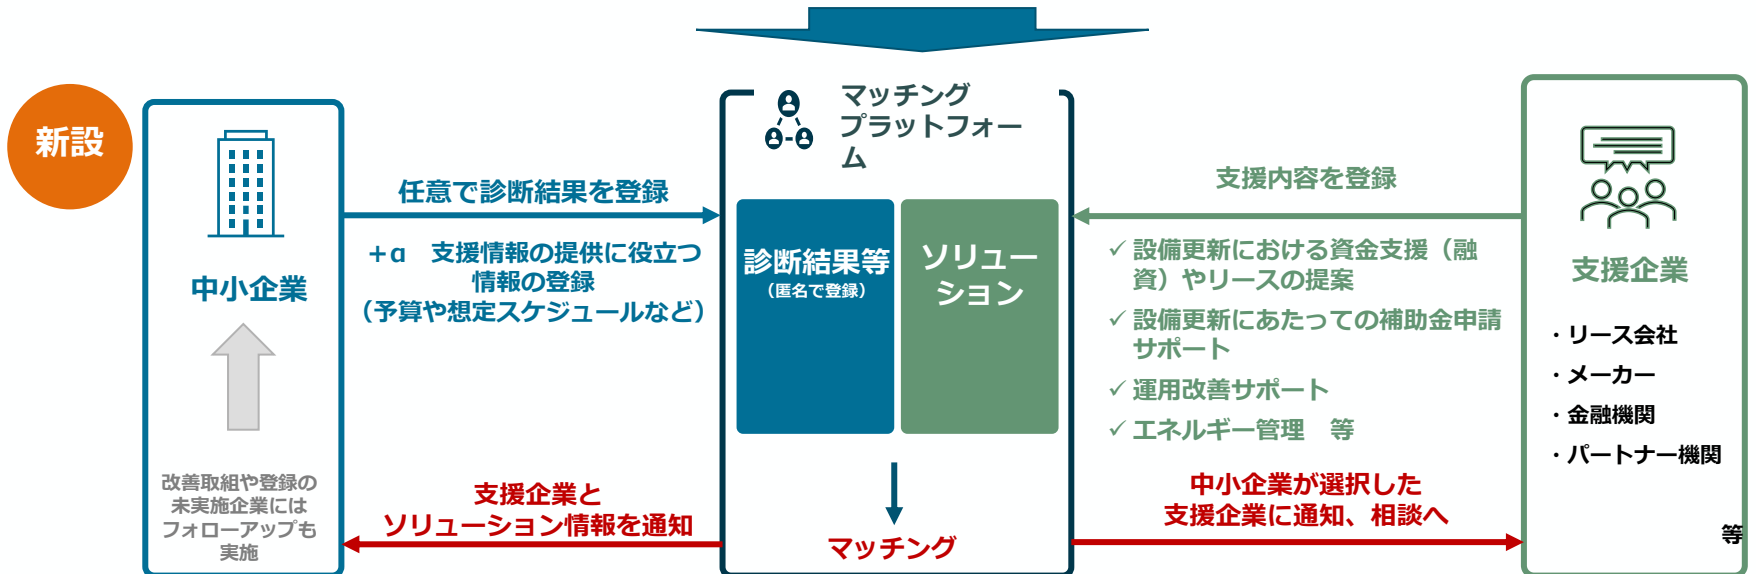 新設
中小企業
改善取組や登録の
未実施企業には
フォローアップも
実施
任意で診断結果を登録
＋α　支援情報の提供に役立つ
情報の登録
（予算や想定スケジュールなど）
支援企業と
ソリューション情報を通知
マッチング
プラットフォー
ム
診断結果等
（匿名で登録）
ソリュー
ション
マッチング
支援内容を登録
✓ 設備更新における資金支援（融
資）やリースの提案
✓ 設備更新にあたっての補助金申請
サポート
✓ 運用改善サポート
✓ エネルギー管理　等
中小企業が選択した
支援企業に通知、相談へ
支援企業
・リース会社
・メーカー
・金融機関
・パートナー機関
等